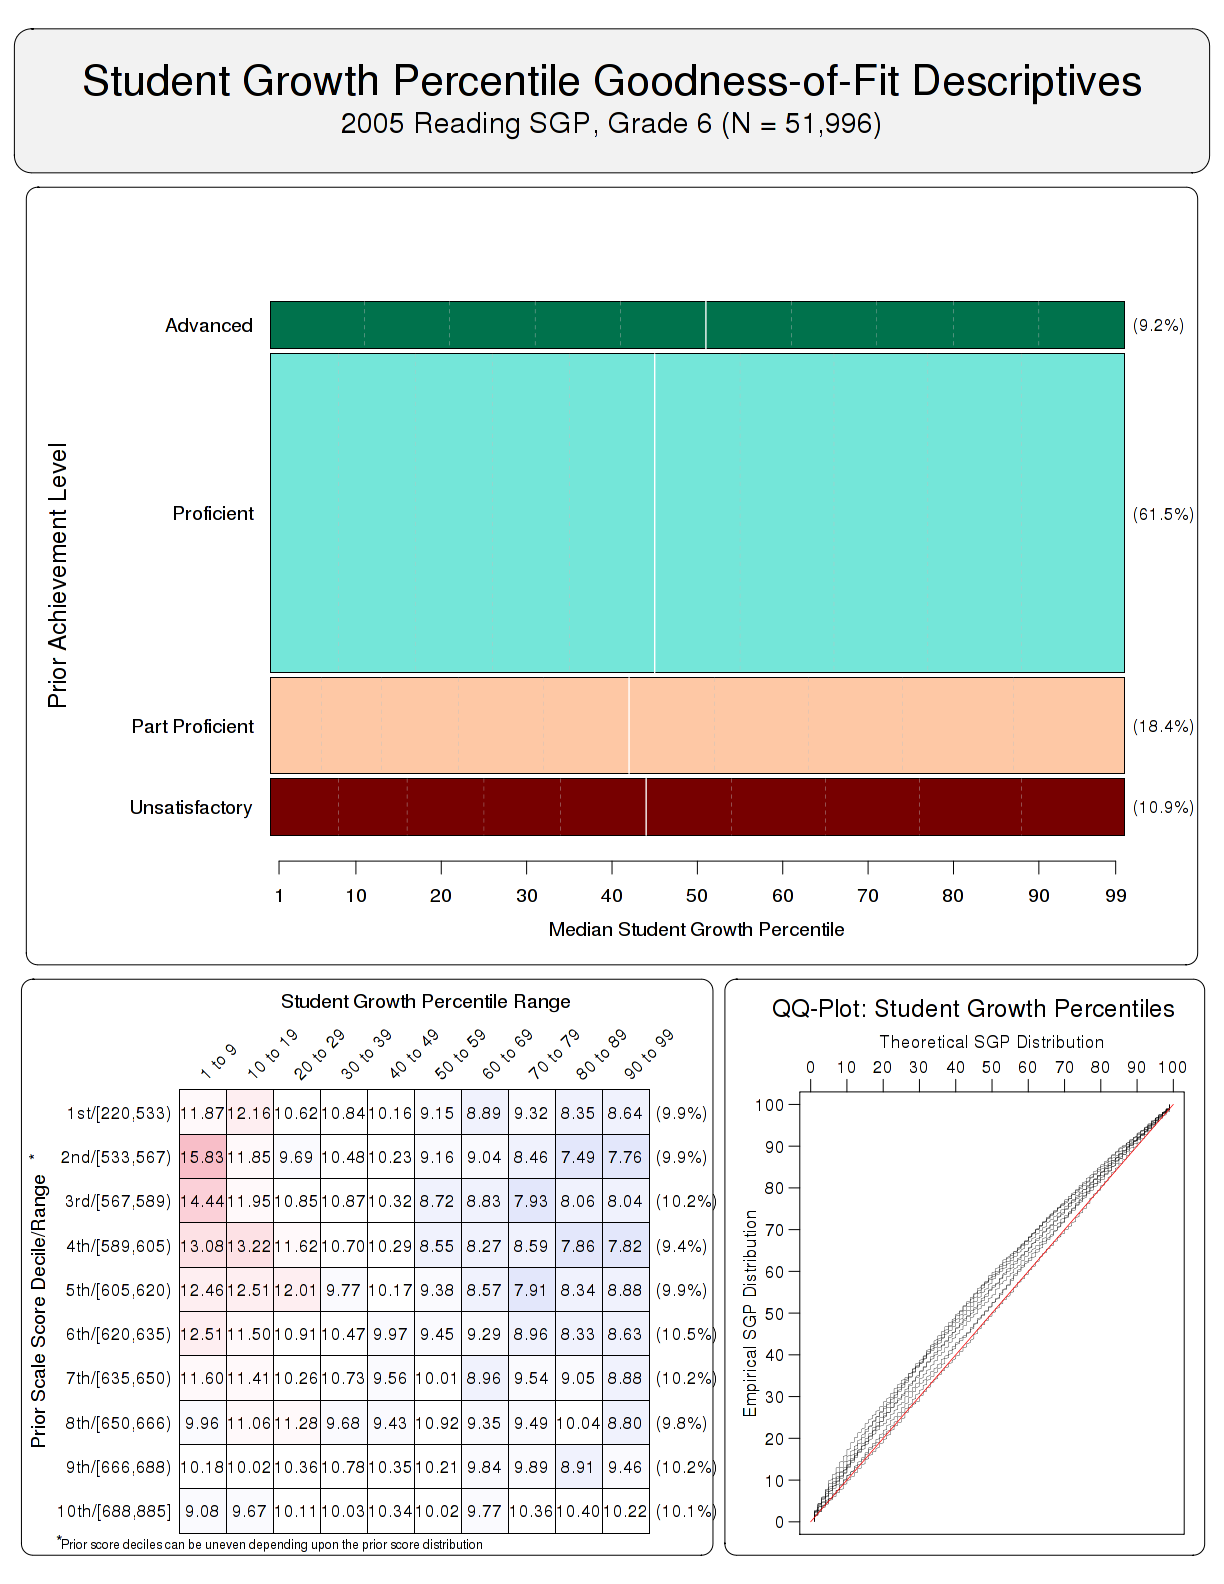 Student Growth Percentile Goodness-of-Fit Descriptives
2005 Reading SGP, Grade 6 (N = 51,996)
Prior Achievement Level
Advanced (9.2%)
Proficient (61.5%)
Part Proficient (18.4%)
Unsatisfactory (10.9%)
1 10 20 30 40 50 60 70 80 90 99
Median Student Growth Percentile
Student Growth Percentile Range
1 to 9 10 to 19 20 to 29 30 to 39 40 to 49 50 to 59 60 to 69 70 to 79 80 to 89 90 to 99
Prior Scale Score Decile/Range *
1st/[220,533) 11.87 12.16 10.62 10.84 10.16 9.15 8.89 9.32 8.35 8.64 (9.9%)
2nd/[533,567) 15.83 11.85 9.69 10.48 10.23 9.16 9.04 8.46 7.49 7.76 (9.9%)
3rd/[567,589) 14.44 11.95 10.85 10.87 10.32 8.72 8.83 7.93 8.06 8.04 (10.2%)
4th/[589,605) 13.08 13.22 11.62 10.70 10.29 8.55 8.27 8.59 7.86 7.82 (9.4%)
5th/[605,620) 12.46 12.51 12.01 9.77 10.17 9.38 8.57 7.91 8.34 8.88 (9.9%)
6th/[620,635) 12.51 11.50 10.91 10.47 9.97 9.45 9.29 8.96 8.33 8.63 (10.5%)
7th/[635,650) 11.60 11.41 10.26 10.73 9.56 10.01 8.96 9.54 9.05 8.88 (10.2%)
8th/[650,666) 9.96 11.06 11.28 9.68 9.43 10.92 9.35 9.49 10.04 8.80 (9.8%)
9th/[666,688) 10.18 10.02 10.36 10.78 10.35 10.21 9.84 9.89 8.91 9.46 (10.2%)
10th/[688,885] 9.08 9.67 10.11 10.03 10.34 10.02 9.77 10.36 10.40 10.22 (10.1%)
*Prior score deciles can be uneven depending upon the prior score distribution
QQ-Plot: Student Growth Percentiles
Theoretical SGP Distribution
0 10 20 30 40 50 60 70 80 90 100
Empirical SGP Distribution
100
90
80
70
60
50
40
30
20
10
0